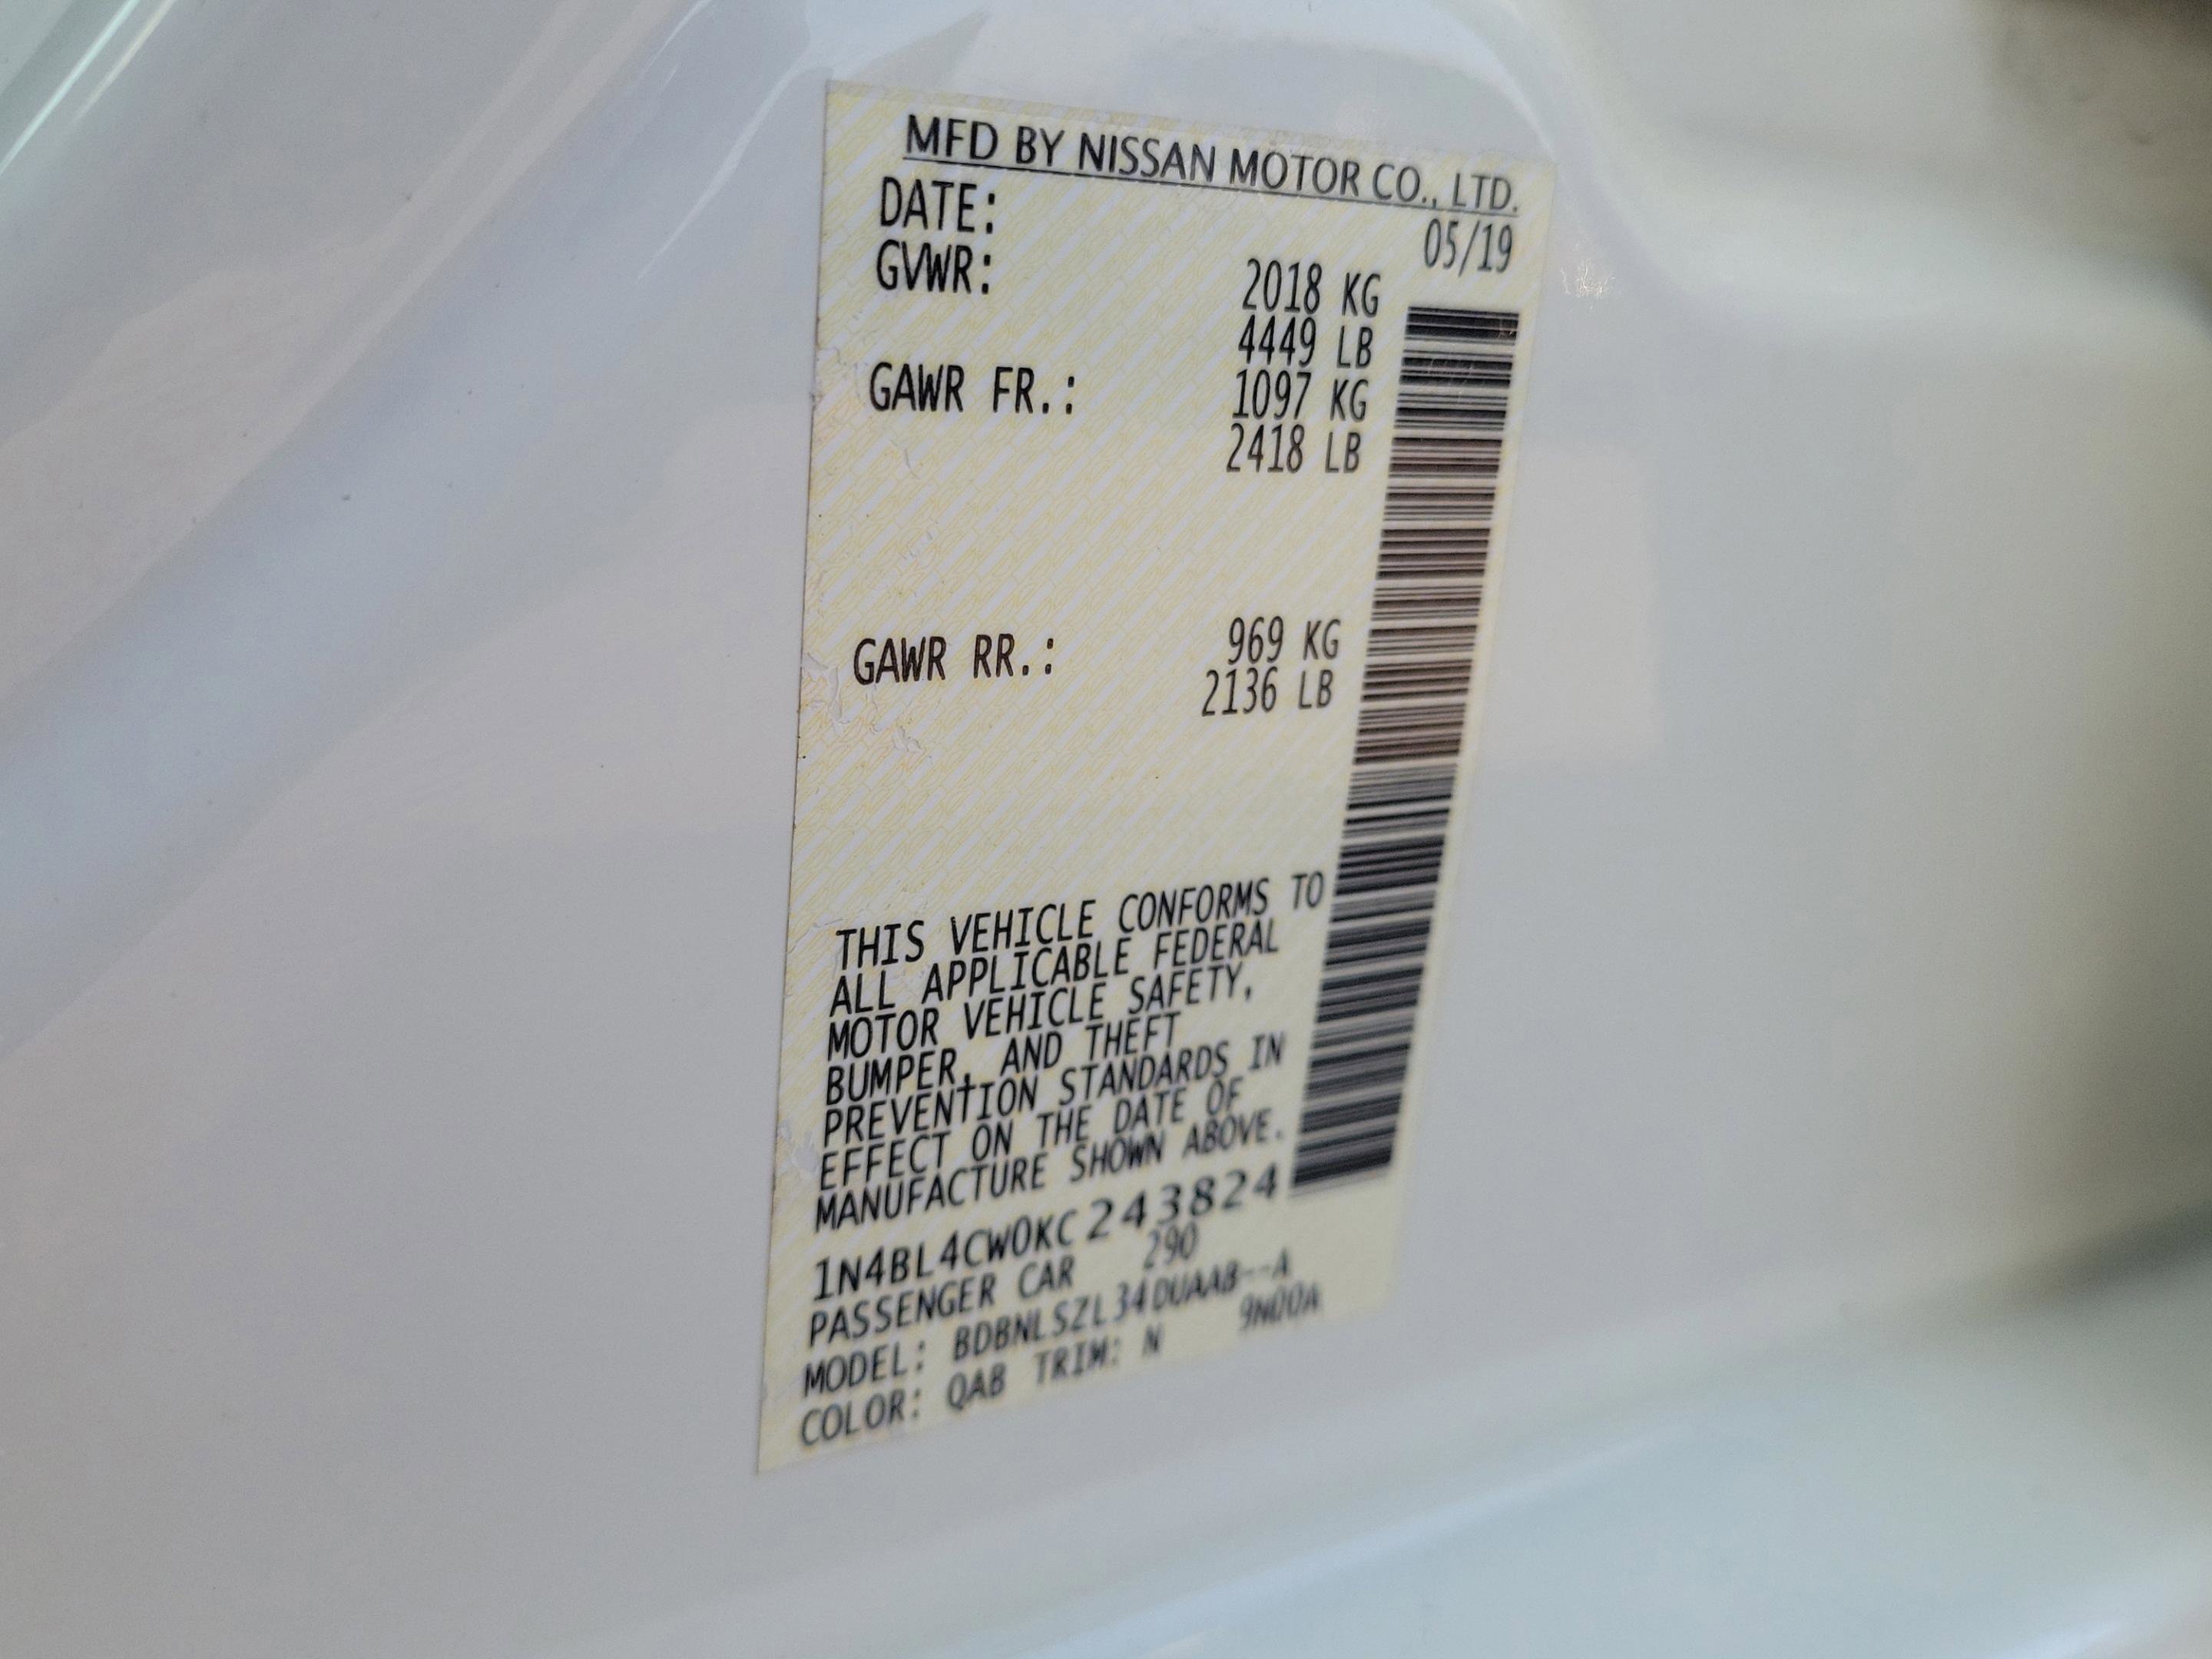 MFD BY NISSAN MOTOR CO., LTD.
DATE: 05/19
GVWR: 2018 KG
4449 LB
GAWR FR.: 1097 KG
2418 LB
GAWR RR.: 969 KG
2136 LB
THIS VEHICLE CONFORMS TO
ALL APPLICABLE FEDERAL
MOTOR VEHICLE SAFETY,
BUMPER, AND THEFT
PREVENTION STANDARDS IN
EFFECT ON THE DATE OF
MANUFACTURE SHOWN ABOVE.
1N4BL4CW0KC243824
PASSENGER CAR 290
MODEL: BDBNLSZL34DUAAB--A
COLOR: QAB TRIM: N 9N00A